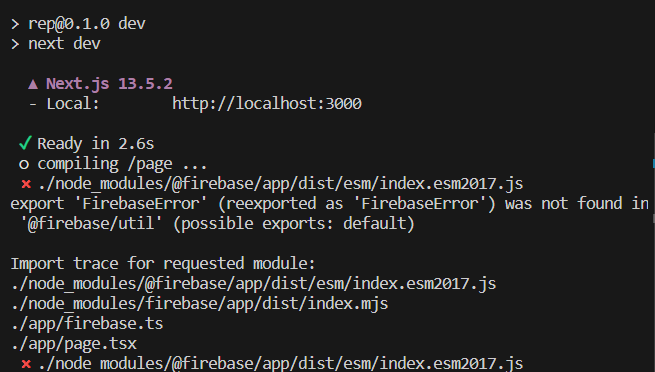 > rep@0.1.0 dev
> next dev
▲ Next.js 13.5.2
- Local: http://localhost:3000
✓ Ready in 2.6s
○ compiling /page ...
⨯ ./node_modules/@firebase/app/dist/esm/index.esm2017.js
export 'FirebaseError' (reexported as 'FirebaseError') was not found in
'@firebase/util' (possible exports: default)
Import trace for requested module:
./node_modules/@firebase/app/dist/esm/index.esm2017.js
./node_modules/firebase/app/dist/index.mjs
./app/firebase.ts
./app/page.tsx
⨯ ./node_modules/@firebase/app/dist/esm/index.esm2017.js